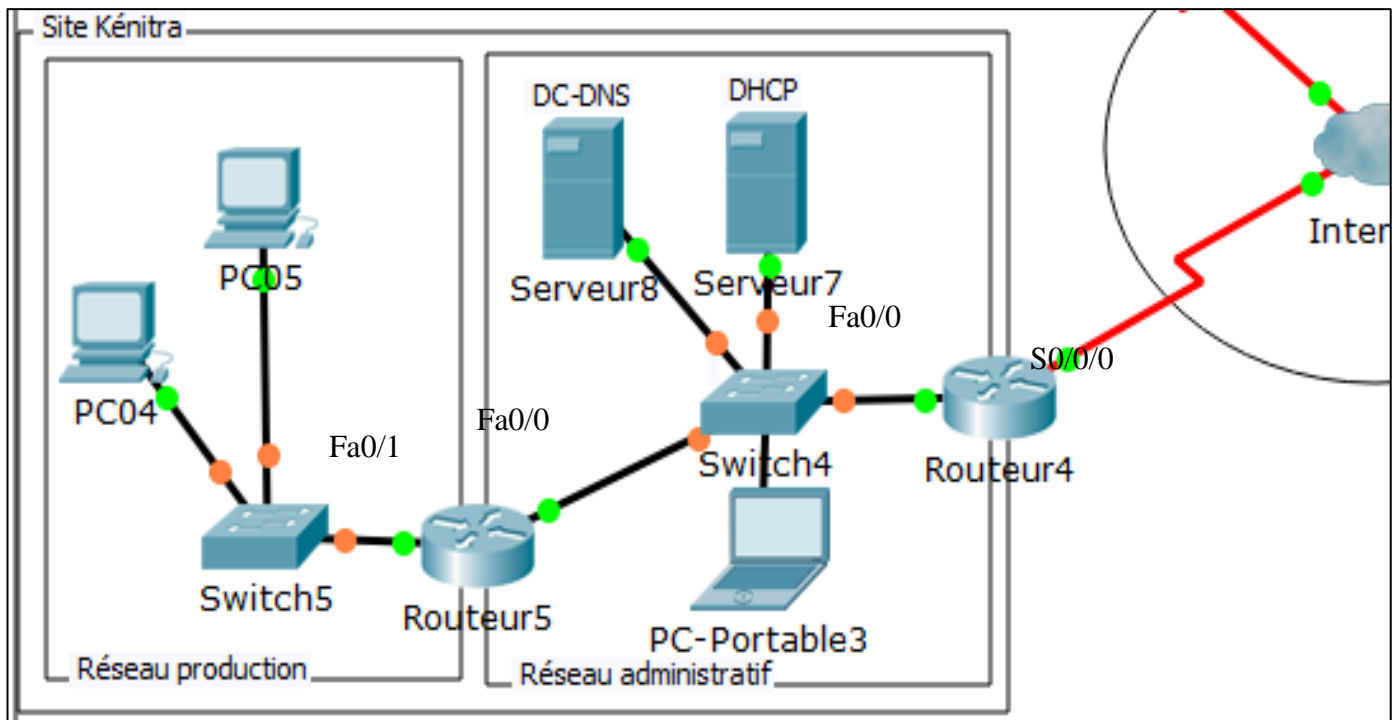 Site Kénitra
DC-DNS
DHCP
PC05
Serveur8
Serveur7
Inter
Fa0/0
S0/0/0
PC04
Fa0/1
Fa0/0
Switch4
Routeur4
Switch5
Routeur5
PC-Portable3
Réseau production
Réseau administratif